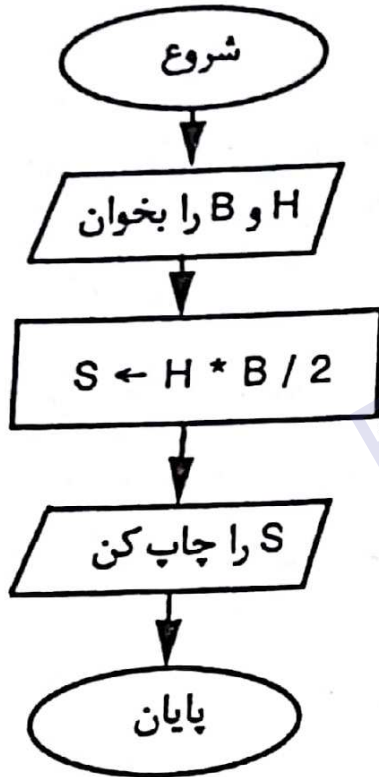 شروع
H و B را بخوان
S ← H * B / 2
S را چاپ کن
پایان